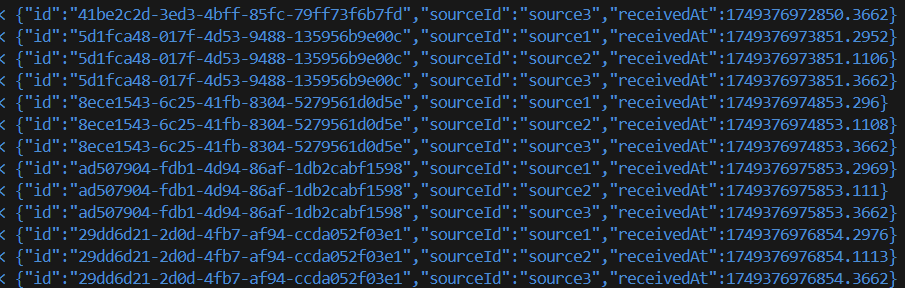 < {"id":"41be2c2d-3ed3-4bff-85fc-79ff73f6b7fd","sourceId":"source3","receivedAt":1749376972850.3662}
< {"id":"5d1fca48-017f-4d53-9488-135956b9e00c","sourceId":"source1","receivedAt":1749376973851.2952}
< {"id":"5d1fca48-017f-4d53-9488-135956b9e00c","sourceId":"source2","receivedAt":1749376973851.1106}
< {"id":"5d1fca48-017f-4d53-9488-135956b9e00c","sourceId":"source3","receivedAt":1749376973851.3662}
< {"id":"8ece1543-6c25-41fb-8304-5279561d0d5e","sourceId":"source1","receivedAt":1749376974853.296}
< {"id":"8ece1543-6c25-41fb-8304-5279561d0d5e","sourceId":"source2","receivedAt":1749376974853.1108}
< {"id":"8ece1543-6c25-41fb-8304-5279561d0d5e","sourceId":"source3","receivedAt":1749376974853.3662}
< {"id":"ad507904-fdb1-4d94-86af-1db2cabf1598","sourceId":"source1","receivedAt":1749376975853.2969}
< {"id":"ad507904-fdb1-4d94-86af-1db2cabf1598","sourceId":"source2","receivedAt":1749376975853.111}
< {"id":"ad507904-fdb1-4d94-86af-1db2cabf1598","sourceId":"source3","receivedAt":1749376975853.3662}
< {"id":"29dd6d21-2d0d-4fb7-af94-ccda052f03e1","sourceId":"source1","receivedAt":1749376976854.2976}
< {"id":"29dd6d21-2d0d-4fb7-af94-ccda052f03e1","sourceId":"source2","receivedAt":1749376976854.1113}
< {"id":"29dd6d21-2d0d-4fb7-af94-ccda052f03e1","sourceId":"source3","receivedAt":1749376976854.3662}